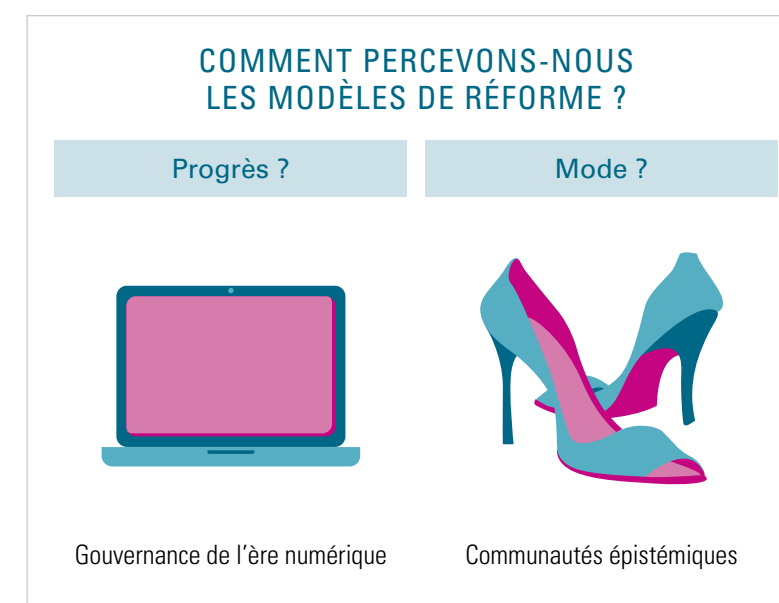 COMMENT PERCEVONS-NOUS
LES MODÈLES DE RÉFORME ?
Progrès ?
Mode ?
Gouvernance de l'ère numérique
Communautés épistémiques